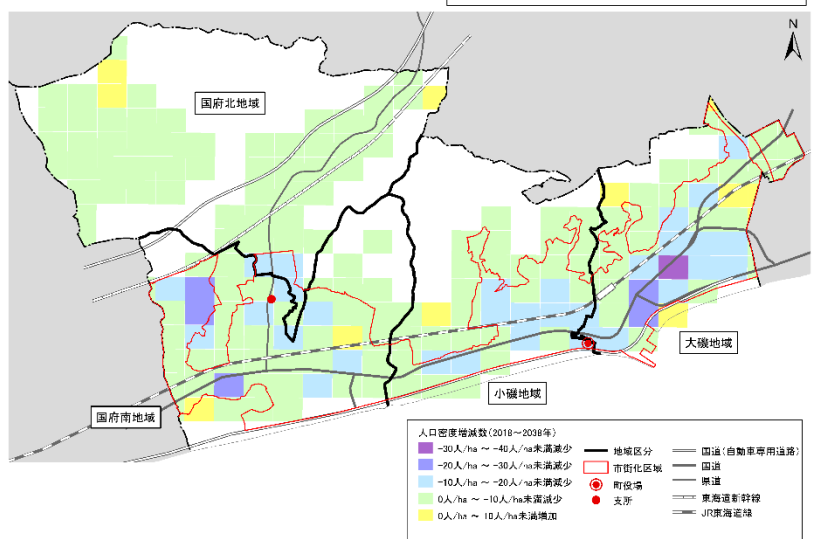 N
国府北地域
大磯地域
小磯地域
国府南地域
人口密度増減数(2018～2038年)
-30人/ha ～ -40人/ha未満減少
-20人/ha ～ -30人/ha未満減少
-10人/ha ～ -20人/ha未満減少
0人/ha ～ -10人/ha未満減少
0人/ha ～ 10人/ha未満増加
地域区分
市街化区域
町役場
支所
国道(自動車専用道路)
国道
県道
東海道新幹線
JR東海道線